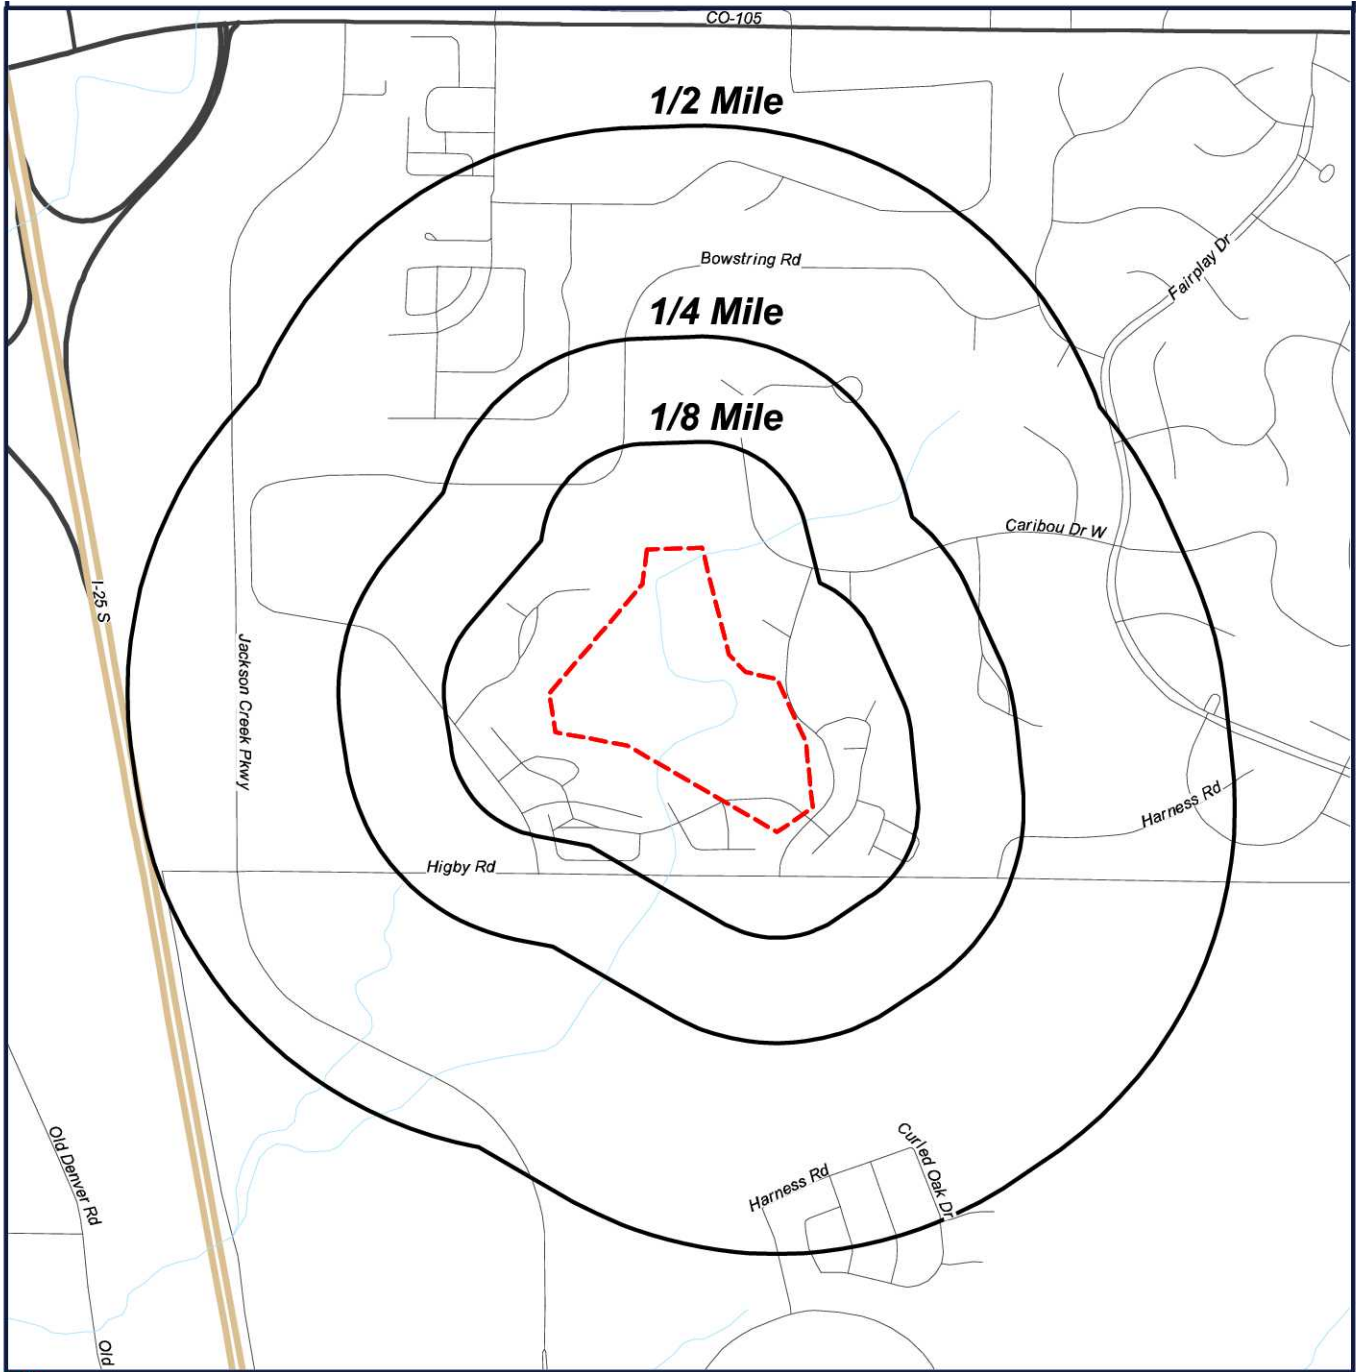 CO-105
1/2 Mile
Fairplay Dr
Bowstring Rd
1/4 Mile
1/8 Mile
Caribou Dr W
I-25 S
Jackson Creek Pkwy
Harness Rd
Higby Rd
Old Denver Rd
Curled Oak Dr
Harness Rd
Old